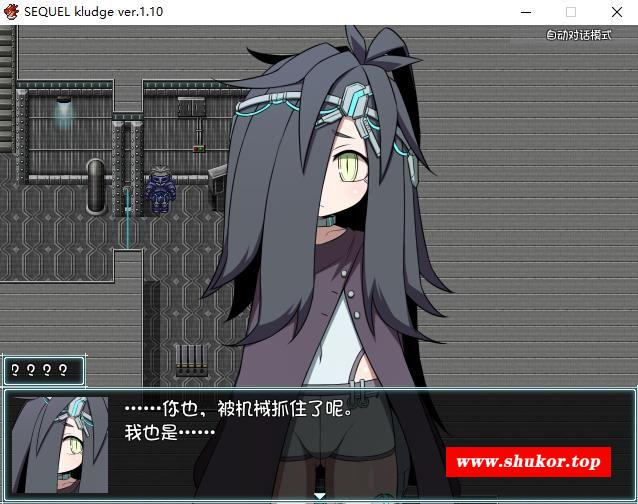 SEQUEL kludge ver.1.10
自动对话模式
？？？？
……你也，被机械抓住了呢。
我也是……
www.shukor.top